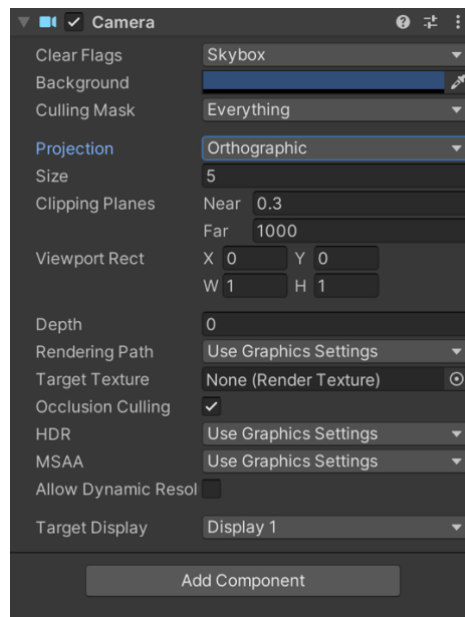 Camera
Clear Flags Skybox
Background
Culling Mask Everything
Projection Orthographic
Size 5
Clipping Planes Near 0.3
Far 1000
Viewport Rect X 0 Y 0
W 1 H 1
Depth 0
Rendering Path Use Graphics Settings
Target Texture None (Render Texture)
Occlusion Culling
HDR Use Graphics Settings
MSAA Use Graphics Settings
Allow Dynamic Resol
Target Display Display 1
Add Component